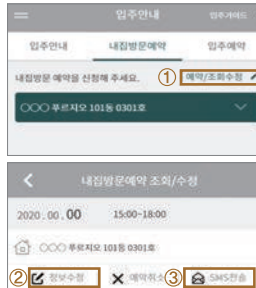 입주안내 입주가이드
입주안내 내집방문예약 입주예약
내집방문 예약을 신청해 주세요. ① 예약/조회수정
○○○ 푸르지오 101동 0301호
내집방문예약 조회/수정
2020 . 00 . 00 15:00~18:00
○○○ 푸르지오 101동 0301호
② 정보수정 예약취소 ③ SMS전송